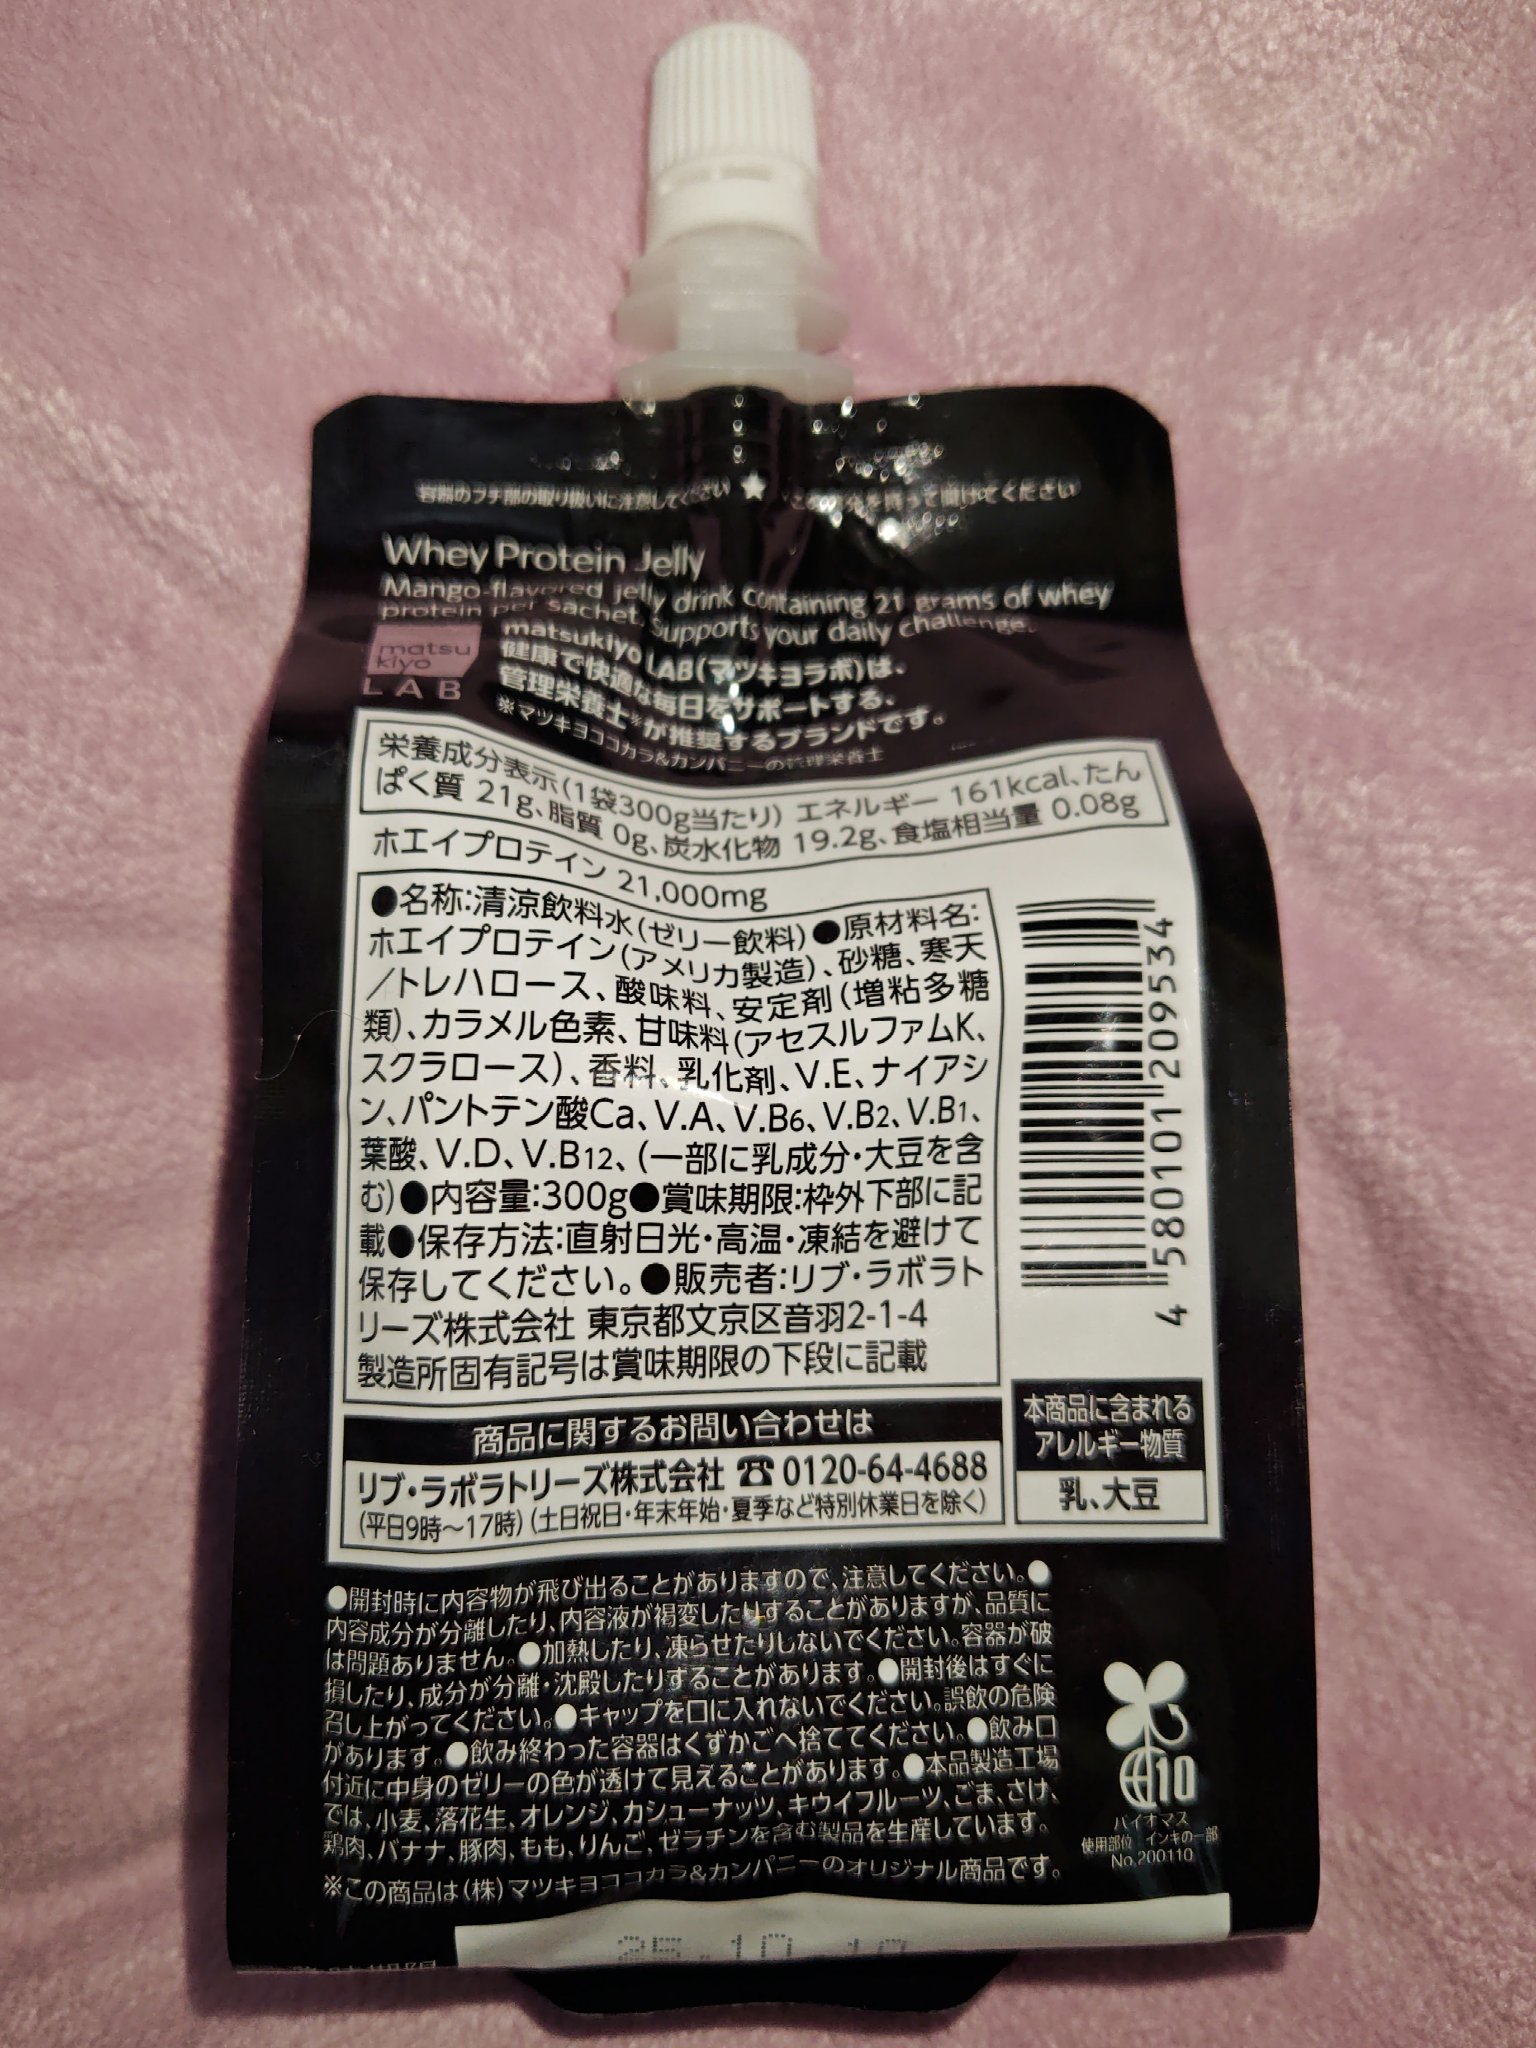 容器のフチ部の取り扱いに注意してください ★ この部分を持って開けてください
Whey Protein Jelly
Mango-flavored jelly drink containing 21 grams of whey
protein per sachet. Supports your daily challenge.
matsu
kiyo
LAB
matsukiyo LAB(マツキヨラボ)は、
健康で快適な毎日をサポートする、
管理栄養士※が推奨するブランドです。
※マツキヨココカラ&カンパニーの管理栄養士
栄養成分表示(1袋300g当たり) エネルギー 161kcal、たん
ぱく質 21g、脂質 0g、炭水化物 19.2g、食塩相当量 0.08g
ホエイプロテイン 21,000mg
●名称:清涼飲料水(ゼリー飲料)●原材料名:
ホエイプロテイン(アメリカ製造)、砂糖、寒天
/トレハロース、酸味料、安定剤(増粘多糖
類)、カラメル色素、甘味料(アセスルファムK、
スクラロース)、香料、乳化剤、V.E、ナイアシ
ン、パントテン酸Ca、V.A、V.B6、V.B2、V.B1、
葉酸、V.D、V.B12、(一部に乳成分・大豆を含
む)●内容量:300g●賞味期限:枠外下部に記
載●保存方法:直射日光・高温・凍結を避けて
保存してください。●販売者:リブ・ラボラト
リーズ株式会社 東京都文京区音羽2-1-4
製造所固有記号は賞味期限の下段に記載
4 580101 209534
商品に関するお問い合わせは
リブ・ラボラトリーズ株式会社 ☎0120-64-4688
(平日9時～17時)(土日祝日・年末年始・夏季など特別休業日を除く)
本商品に含まれる
アレルギー物質
乳、大豆
●開封時に内容物が飛び出ることがありますので、注意してください。●
内容成分が分離したり、内容液が褐変したりすることがありますが、品質に
は問題ありません。●加熱したり、凍らせたりしないでください。容器が破
損したり、成分が分離・沈殿したりすることがあります。●開封後はすぐに
召し上がってください。●キャップを口に入れないでください。誤飲の危険
があります。●飲み終わった容器はくずかごへ捨ててください。●飲み口
付近に中身のゼリーの色が透けて見えることがあります。●本品製造工場
では、小麦、落花生、オレンジ、カシューナッツ、キウイフルーツ、ごま、さけ、
鶏肉、バナナ、豚肉、もも、りんご、ゼラチンを含む製品を生産しています。
※この商品は(株)マツキヨココカラ&カンパニーのオリジナル商品です。
10
バイオマス
使用部位 インキの一部
No.200110
25.10